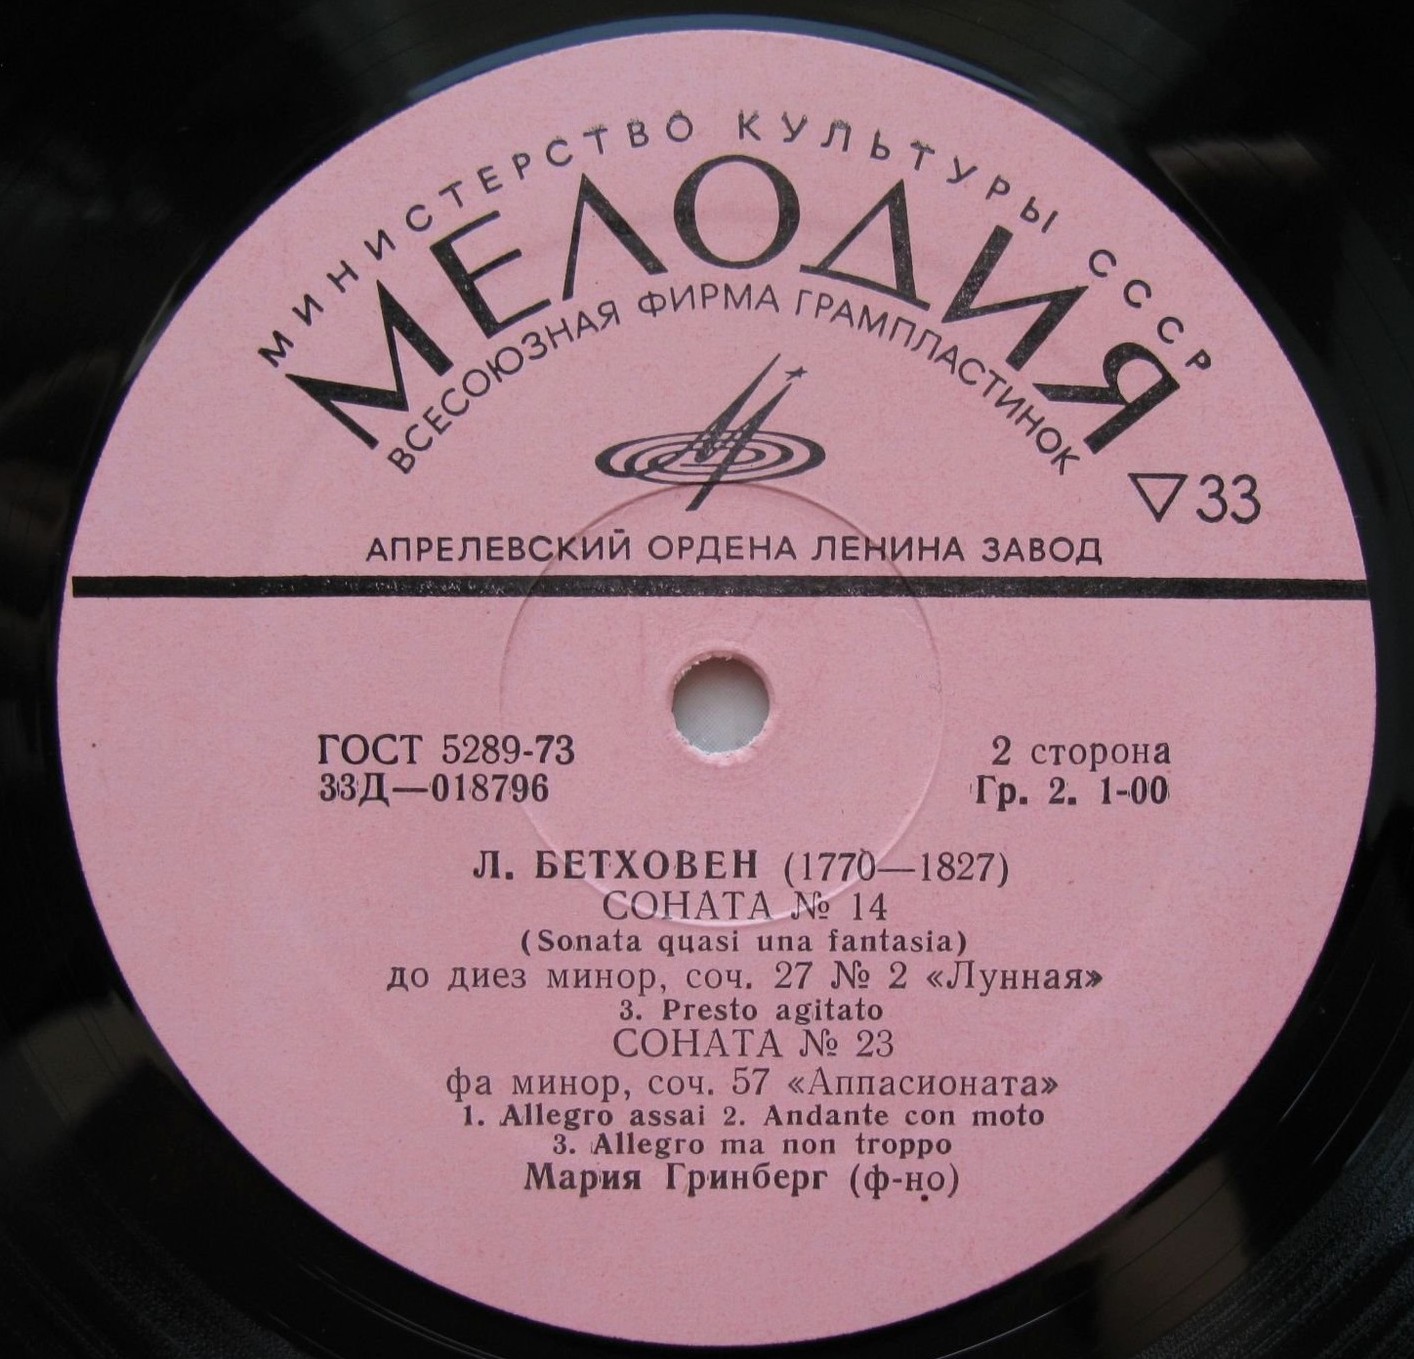 МИНИСТЕРСТВО КУЛЬТУРЫ СССР
МЕЛОДИЯ
ВСЕСОЮЗНАЯ ФИРМА ГРАМПЛАСТИНОК
33
АПРЕЛЕВСКИЙ ОРДЕНА ЛЕНИНА ЗАВОД
ГОСТ 5289-73
33Д—018796
2 сторона
Гр. 2. 1-00
Л. БЕТХОВЕН (1770—1827)
СОНАТА № 14
(Sonata quasi una fantasia)
до диез минор, соч. 27 № 2 «Лунная»
3. Presto agitato
СОНАТА № 23
фа минор, соч. 57 «Аппасионата»
1. Allegro assai 2. Andante con moto
3. Allegro ma non troppo
Мария Гринберг (ф-но)